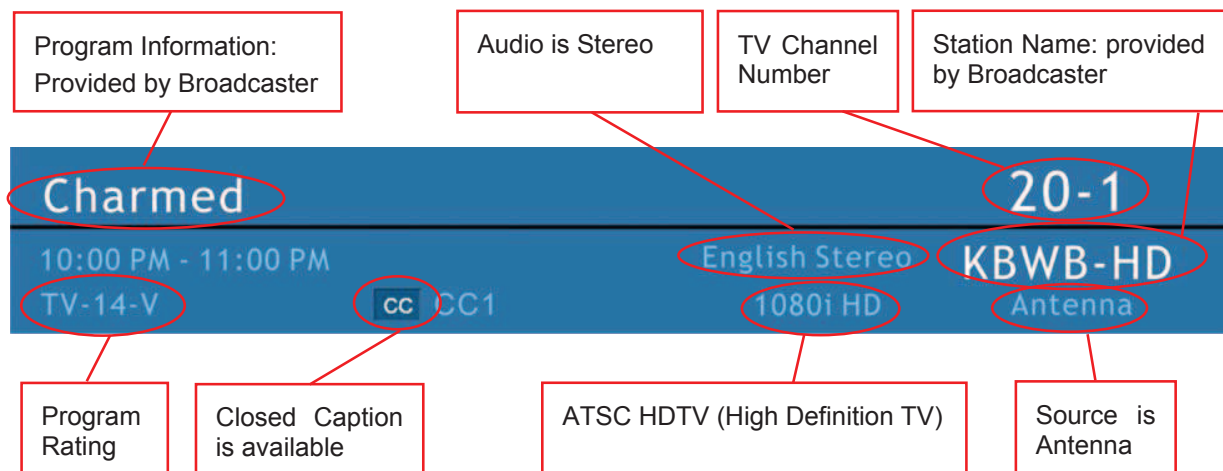 Program Information:
Provided by Broadcaster
Audio is Stereo
TV Channel
Number
Station Name: provided
by Broadcaster
Charmed
20-1
10:00 PM - 11:00 PM
English Stereo
KBWB-HD
TV-14-V
CC CC1
1080i HD
Antenna
Program
Rating
Closed Caption
is available
ATSC HDTV (High Definition TV)
Source is
Antenna